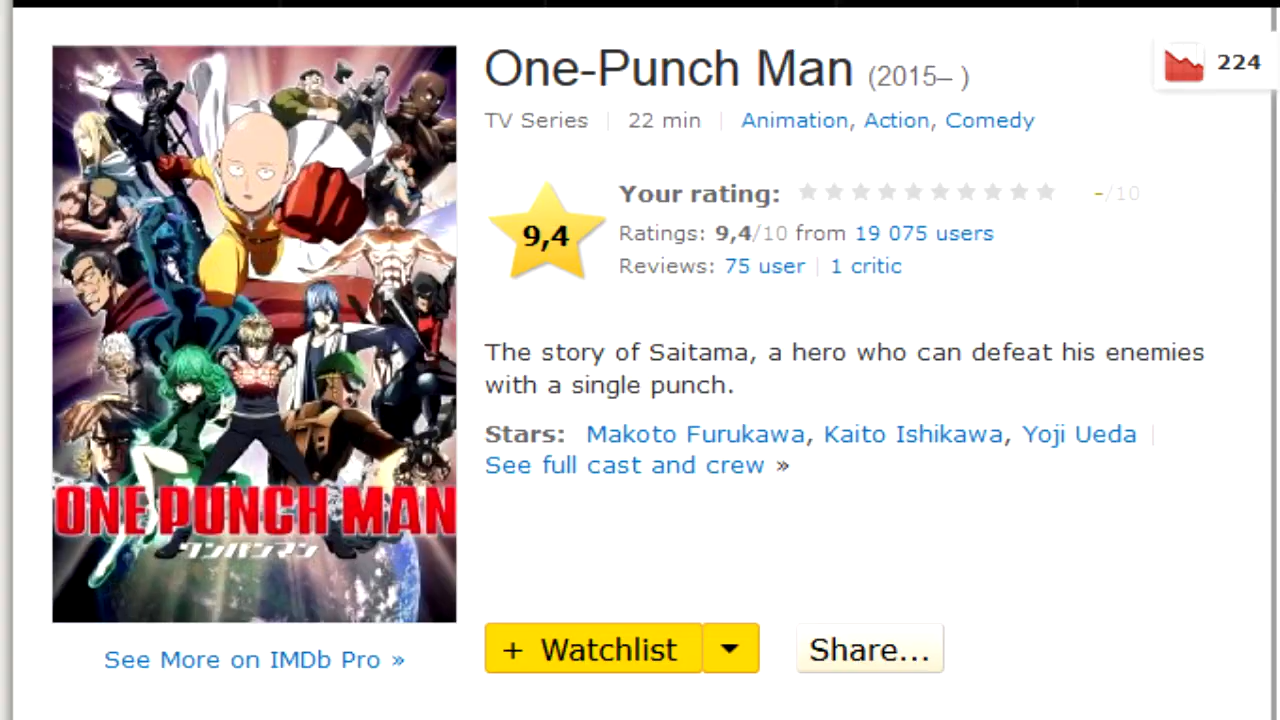 One-Punch Man (2015– )
224
TV Series | 22 min | Animation, Action, Comedy
Your rating: -/10
9,4
Ratings: 9,4/10 from 19 075 users
Reviews: 75 user | 1 critic
The story of Saitama, a hero who can defeat his enemies
with a single punch.
Stars: Makoto Furukawa, Kaito Ishikawa, Yoji Ueda |
See full cast and crew »
ONE PUNCH MAN
ワンパンマン
+ Watchlist
Share...
See More on IMDb Pro »